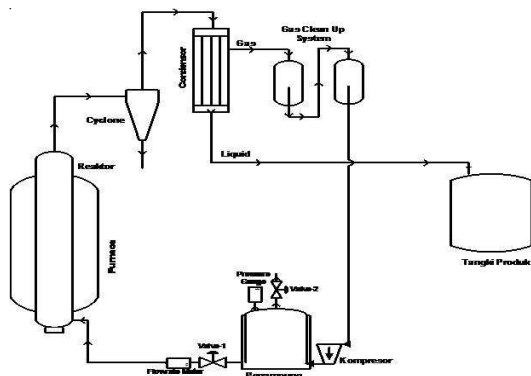 Gas Clean Up
System
Gas
Condensor
Cyclone
Liquid
Reaktor
Furnace
Tangki Produk
Pressure
Gauge
Valve-2
Valve-1
Flowrate Meter
Kompresor